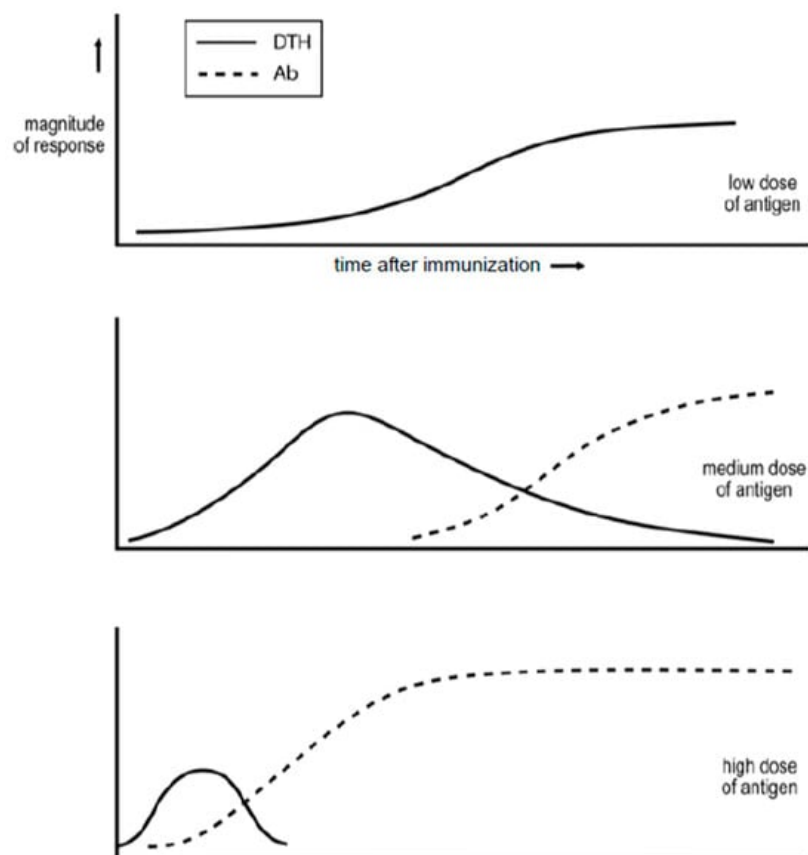 DTH
Ab
magnitude
of response
low dose
of antigen
time after immunization
medium dose
of antigen
high dose
of antigen